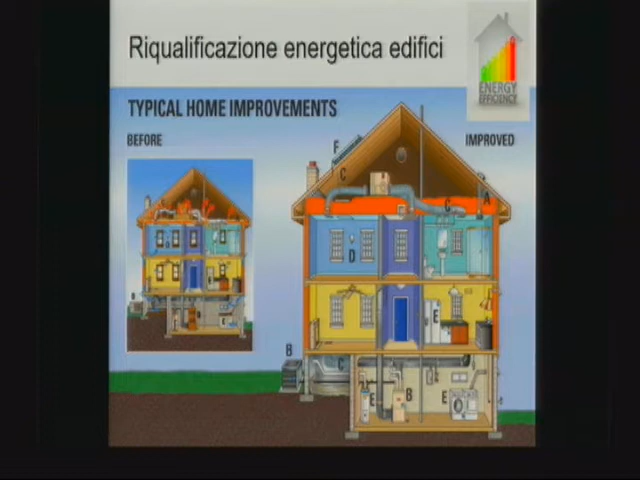 Riqualificazione energetica edifici
ENERGY
EFFICIENCY
TYPICAL HOME IMPROVEMENTS
BEFORE
IMPROVED
F
C
A
C
D
E
B
C
E
B
E